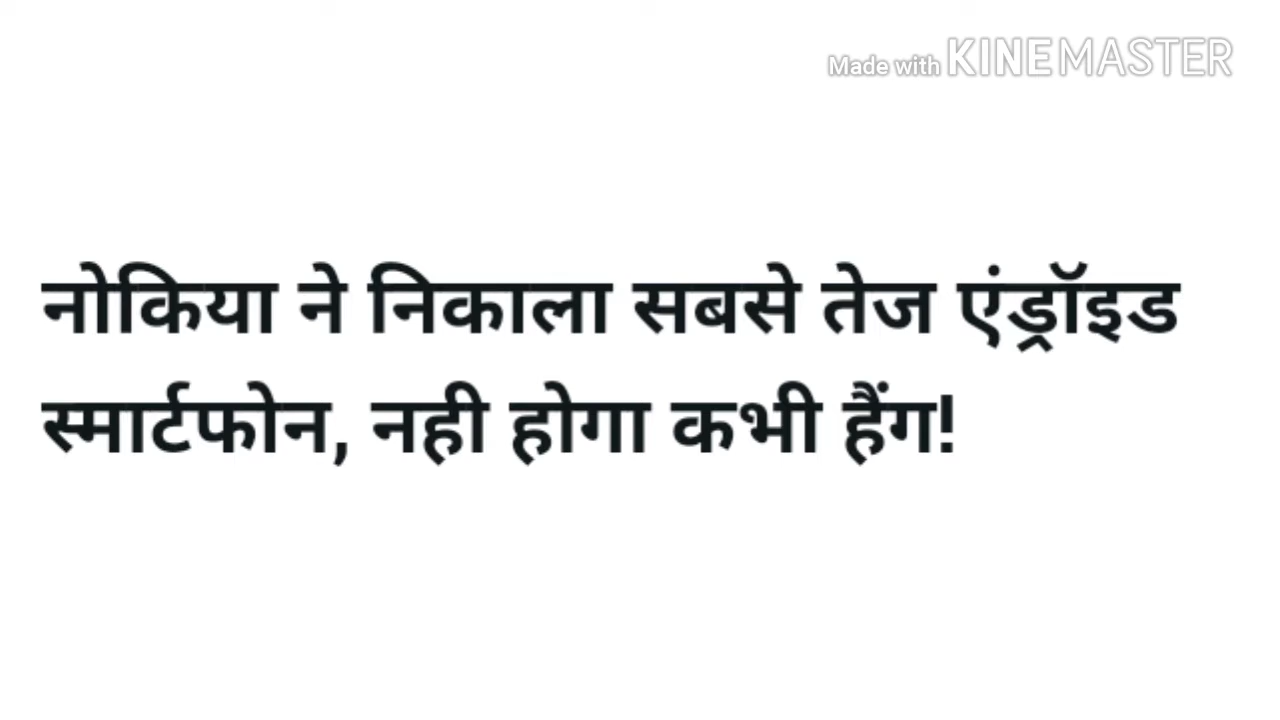 Made with KINEMASTER
नोकिया ने निकाला सबसे तेज एंड्रॉइड
स्मार्टफोन, नही होगा कभी हैंग!